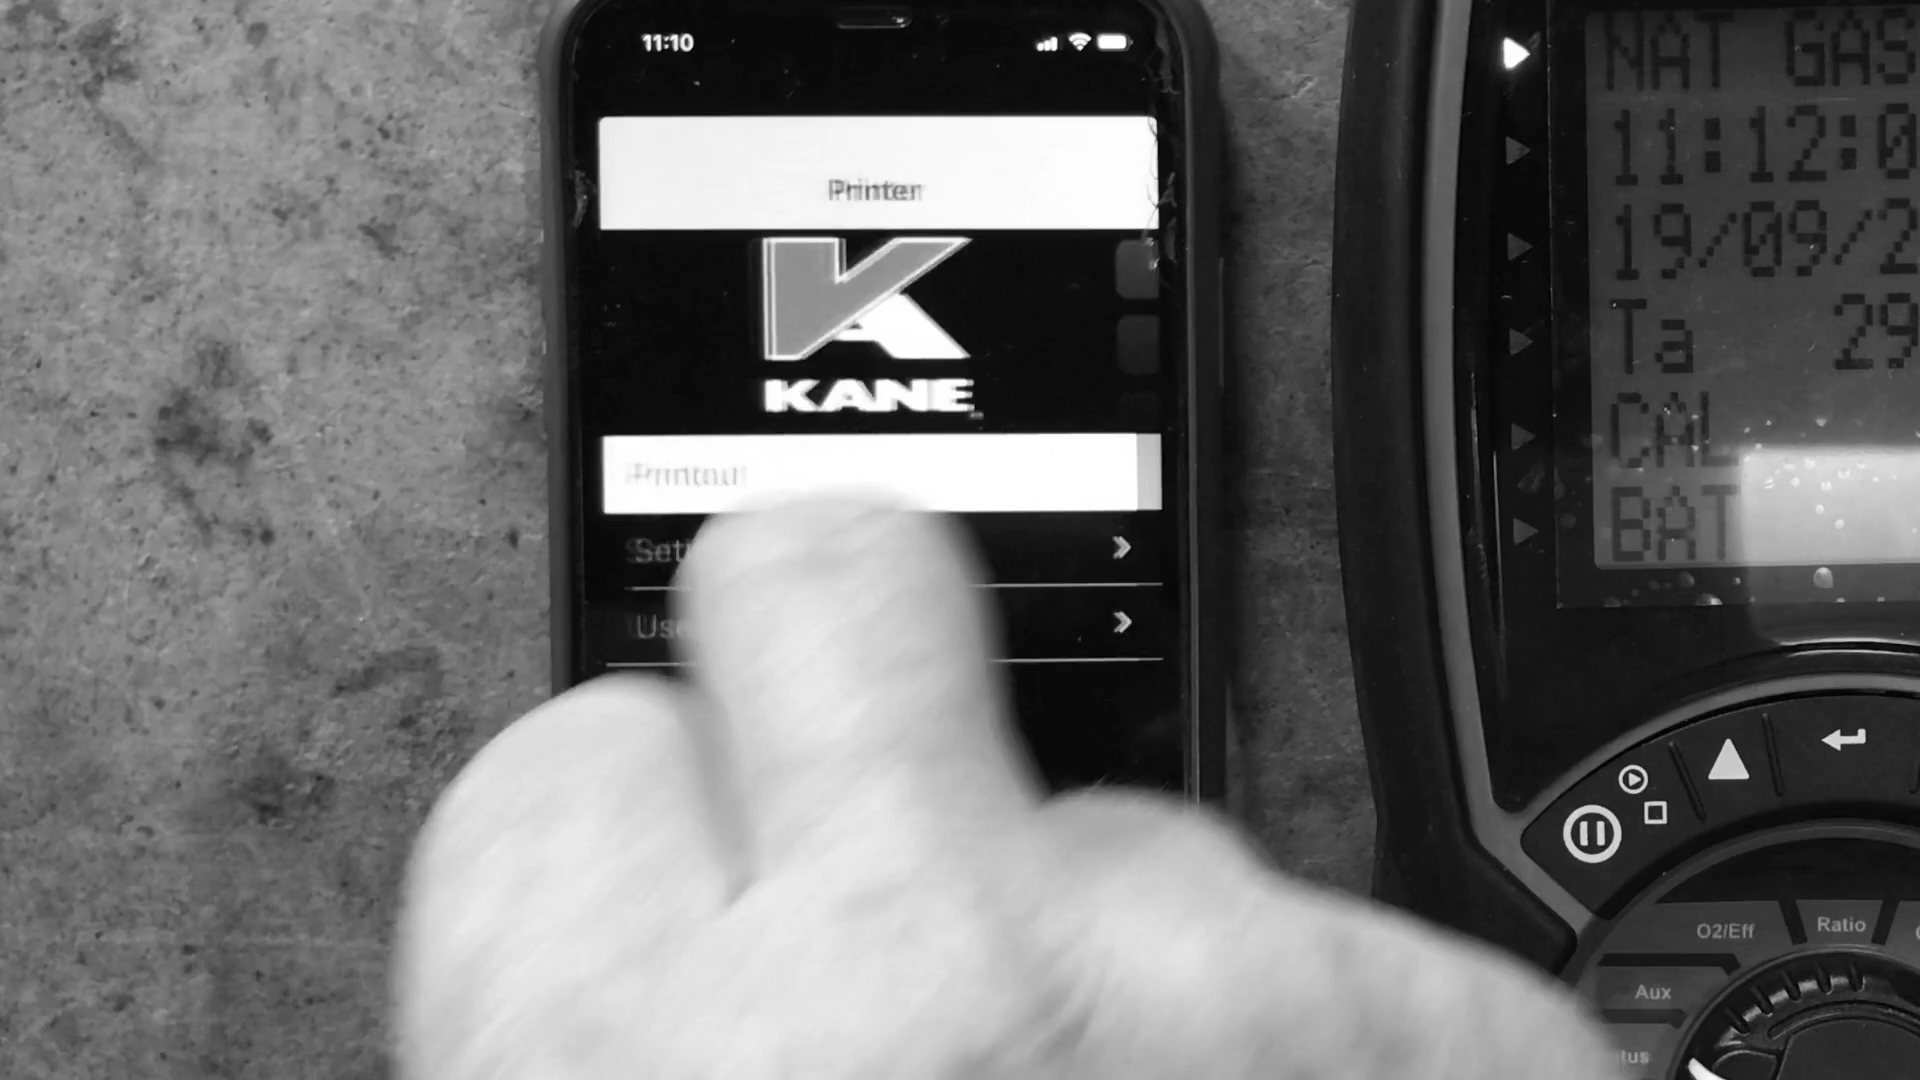 11:10
Printer
KANE
Printout
NAT GAS
11:12:0
19/09/2
Ta 29
CAL
BAT
O2/Eff
Ratio
Aux